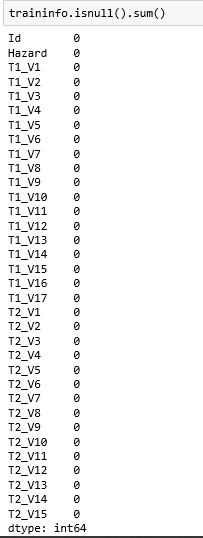 traininfo.isnull().sum()
Id 0
Hazard 0
T1_V1 0
T1_V2 0
T1_V3 0
T1_V4 0
T1_V5 0
T1_V6 0
T1_V7 0
T1_V8 0
T1_V9 0
T1_V10 0
T1_V11 0
T1_V12 0
T1_V13 0
T1_V14 0
T1_V15 0
T1_V16 0
T1_V17 0
T2_V1 0
T2_V2 0
T2_V3 0
T2_V4 0
T2_V5 0
T2_V6 0
T2_V7 0
T2_V8 0
T2_V9 0
T2_V10 0
T2_V11 0
T2_V12 0
T2_V13 0
T2_V14 0
T2_V15 0
dtype: int64